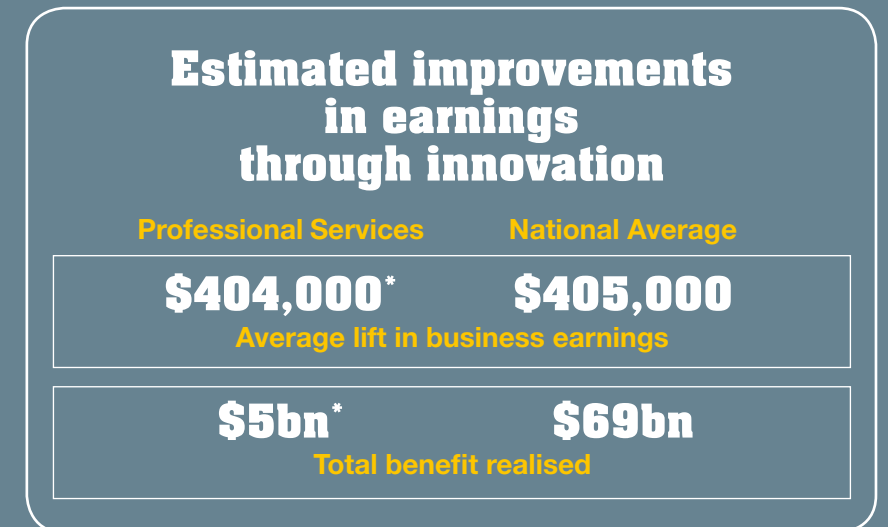 Estimated improvements
in earnings
through innovation
Professional Services National Average
$404,000* $405,000
Average lift in business earnings
$5bn* $69bn
Total benefit realised